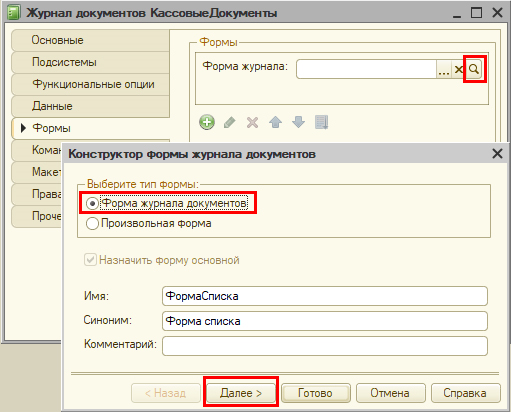 Журнал документов КассовыеДокументы
Основные
Подсистемы
Функциональные опции
Данные
Формы
Кома
Макет
Права
Проче
Формы
Форма журнала:
...
Конструктор формы журнала документов
Выберите тип формы:
Форма журнала документов
Произвольная форма
Назначить форму основной
Имя: ФормаСписка
Синоним: Форма списка
Комментарий:
< Назад Далее > Готово Отмена Справка